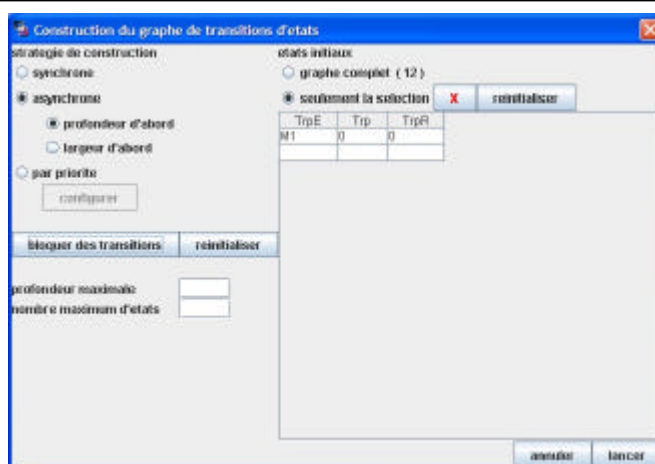 Construction du graphe de transitions d'etats
strategie de construction
synchrone
asynchrone
profondeur d'abord
largeur d'abord
par priorite
configurer
bloquer des transitions
reinitialiser
profondeur maximale
nombre maximum d'etats
etats initiaux
graphe complet (12)
seulement la selection X reinitialiser
TrpE Trp TrpR
M1 0 0
annuler lancer